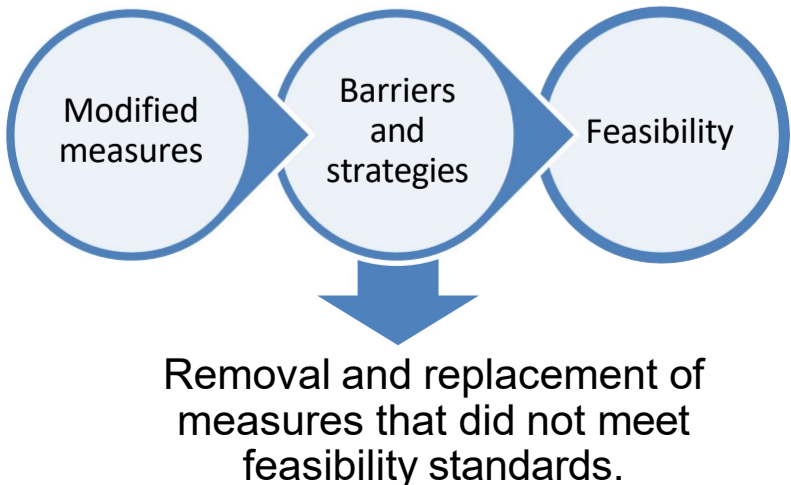 Modified
measures
Barriers
and
strategies
Feasibility
Removal and replacement of
measures that did not meet
feasibility standards.